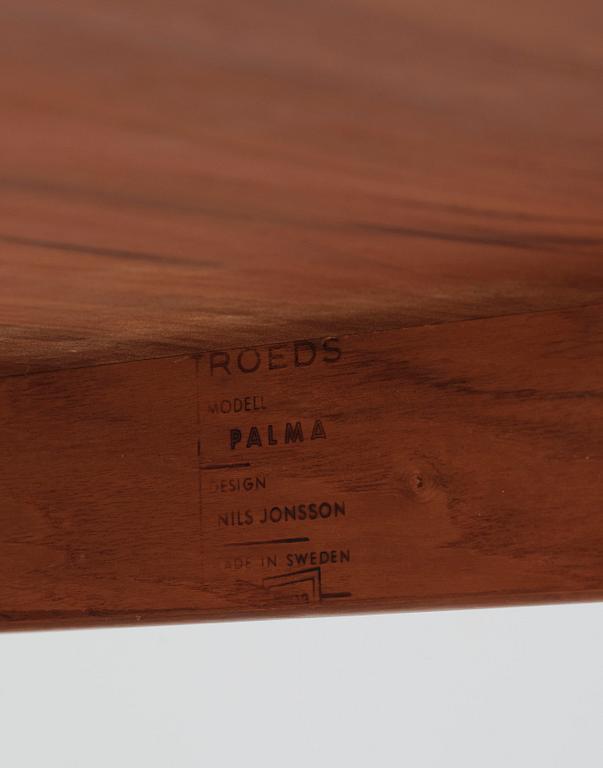 TROEDS
MODELL
PALMA
DESIGN
NILS JONSSON
MADE IN SWEDEN